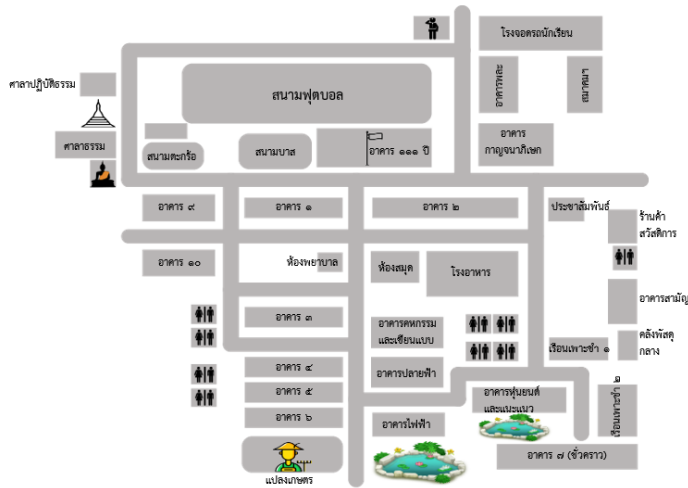 โรงจอดรถนักเรียน
ศาลาปฏิบัติธรรม
สนามฟุตบอล
อาคารพละ
สมาคมฯ
ศาลาธรรม
สนามตะกร้อ
สนามบาส
อาคาร ๑๑๑ ปี
อาคาร
กาญจนาภิเษก
อาคาร ๙
อาคาร ๑
อาคาร ๒
ประชาสัมพันธ์
ร้านค้า
สวัสดิการ
อาคาร ๑๐
ห้องพยาบาล
ห้องสมุด
โรงอาหาร
อาคารสามัญ
อาคาร ๓
อาคารคหกรรม
และเขียนแบบ
เรือนเพาะชำ ๑
คลังพัสดุ
กลาง
อาคาร ๔
อาคารปลายฟ้า
อาคาร ๕
อาคารหุ่นยนต์
และแนะแนว
เรือนเพาะชำ ๒
อาคาร ๖
อาคารไฟฟ้า
อาคาร ๗ (ชั่วคราว)
แปลงเกษตร